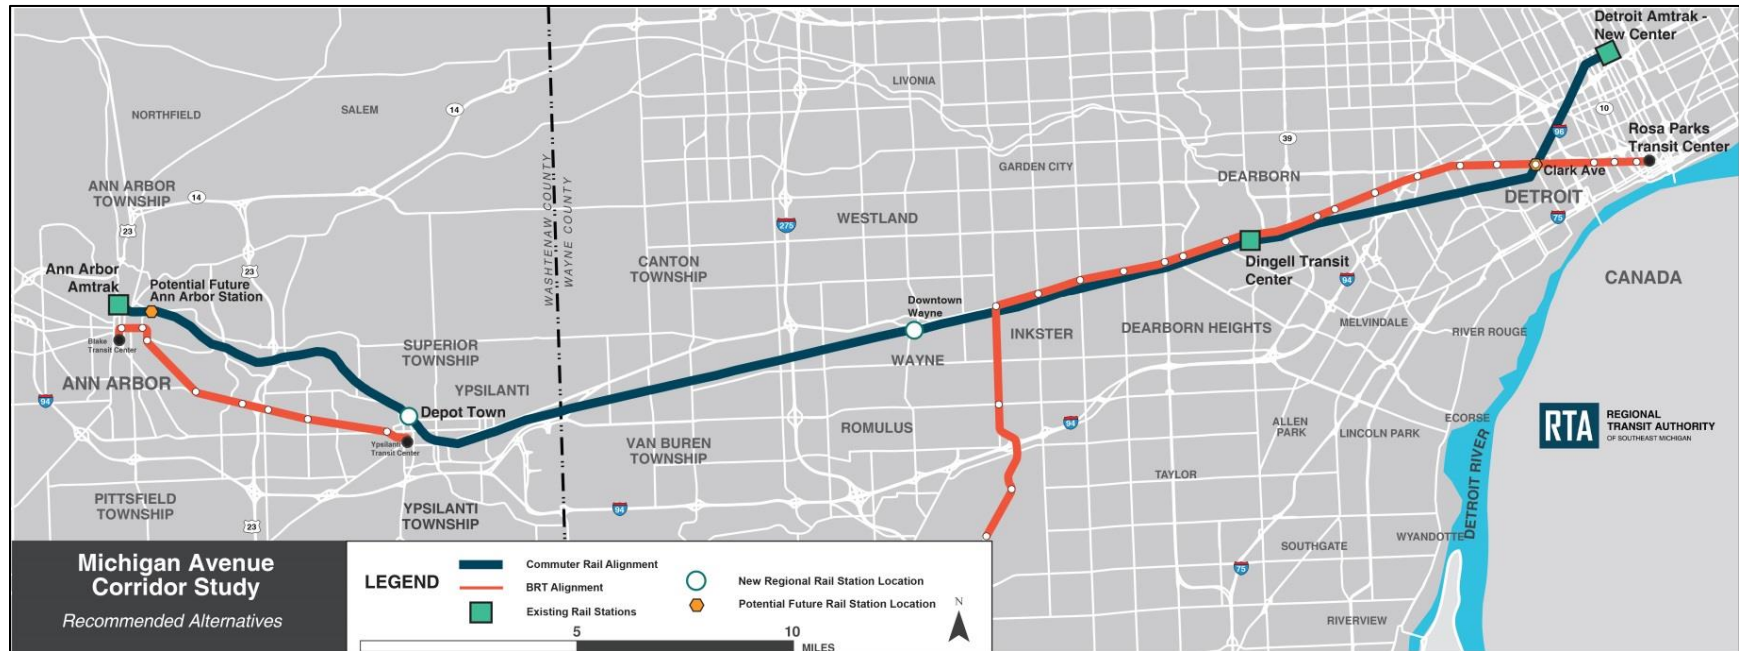 Detroit Amtrak -
New Center
LIVONIA
NORTHFIELD
SALEM
14
10
39
96
Rosa Parks
Transit Center
WASHTENAW COUNTY
WAYNE COUNTY
GARDEN CITY
DEARBORN
Clark Ave
DETROIT
ANN ARBOR
TOWNSHIP
14
23
WESTLAND
275
75
Ann Arbor
Amtrak
Potential Future
Ann Arbor Station
23
CANTON
TOWNSHIP
Dingell Transit
Center
94
CANADA
Downtown
Wayne
INKSTER
DEARBORN HEIGHTS
MELVINDALE
RIVER ROUGE
Blake
Transit Center
SUPERIOR
TOWNSHIP
WAYNE
ANN ARBOR
94
YPSILANTI
Depot Town
Ypsilanti
Transit Center
VAN BUREN
TOWNSHIP
ROMULUS
94
ALLEN
PARK
LINCOLN PARK
ECORSE
DETROIT RIVER
RTA
REGIONAL
TRANSIT AUTHORITY
OF SOUTHEAST MICHIGAN
TAYLOR
PITTSFIELD
TOWNSHIP
23
YPSILANTI
TOWNSHIP
94
WYANDOTTE
SOUTHGATE
75
RIVERVIEW
Michigan Avenue
Corridor Study
Recommended Alternatives
LEGEND
Commuter Rail Alignment
BRT Alignment
Existing Rail Stations
New Regional Rail Station Location
Potential Future Rail Station Location
N
5
10
MILES